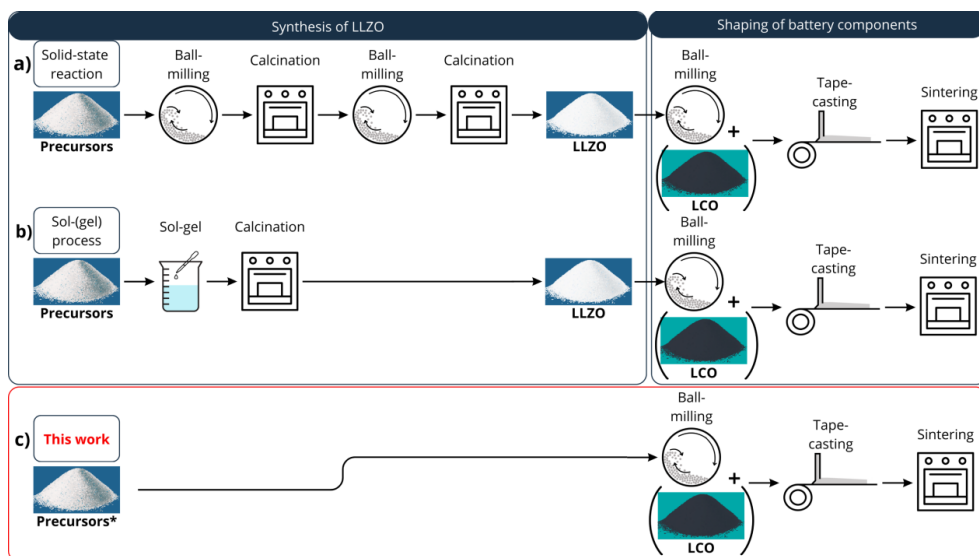 Synthesis of LLZO
Shaping of battery components
a)
Solid-state
reaction
Precursors
Ball-
milling
Calcination
Ball-
milling
Calcination
LLZO
Ball-
milling
+
(
LCO
)
Tape-
casting
Sintering
b)
Sol-(gel)
process
Precursors
Sol-gel
Calcination
LLZO
Ball-
milling
+
(
LCO
)
Tape-
casting
Sintering
c)
This work
Precursors*
Ball-
milling
+
(
LCO
)
Tape-
casting
Sintering